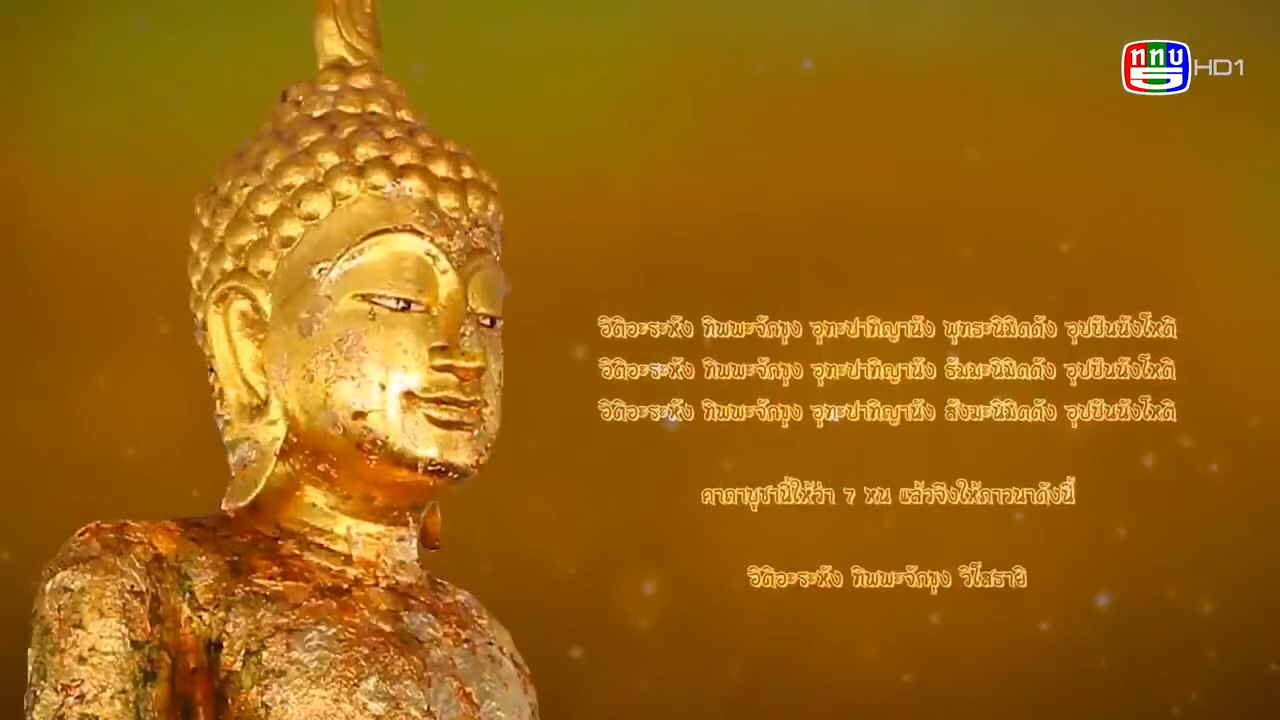 ททบ 5 HD1
วิติอะระหัง ทิพพะจักขุง อุทะปาทิญานัง พุทธะนิมิตตัง อุปปันนังโหติ
วิติอะระหัง ทิพพะจักขุง อุทะปาทิญานัง ธัมมะนิมิตตัง อุปปันนังโหติ
วิติอะระหัง ทิพพะจักขุง อุทะปาทิญานัง สังฆะนิมิตตัง อุปปันนังโหติ
คาถาบูชานี้ให้ว่า 7 หน แล้วจึงให้ภาวนาดังนี้
วิติอะระหัง ทิพพะจักขุง วิโสธายิ